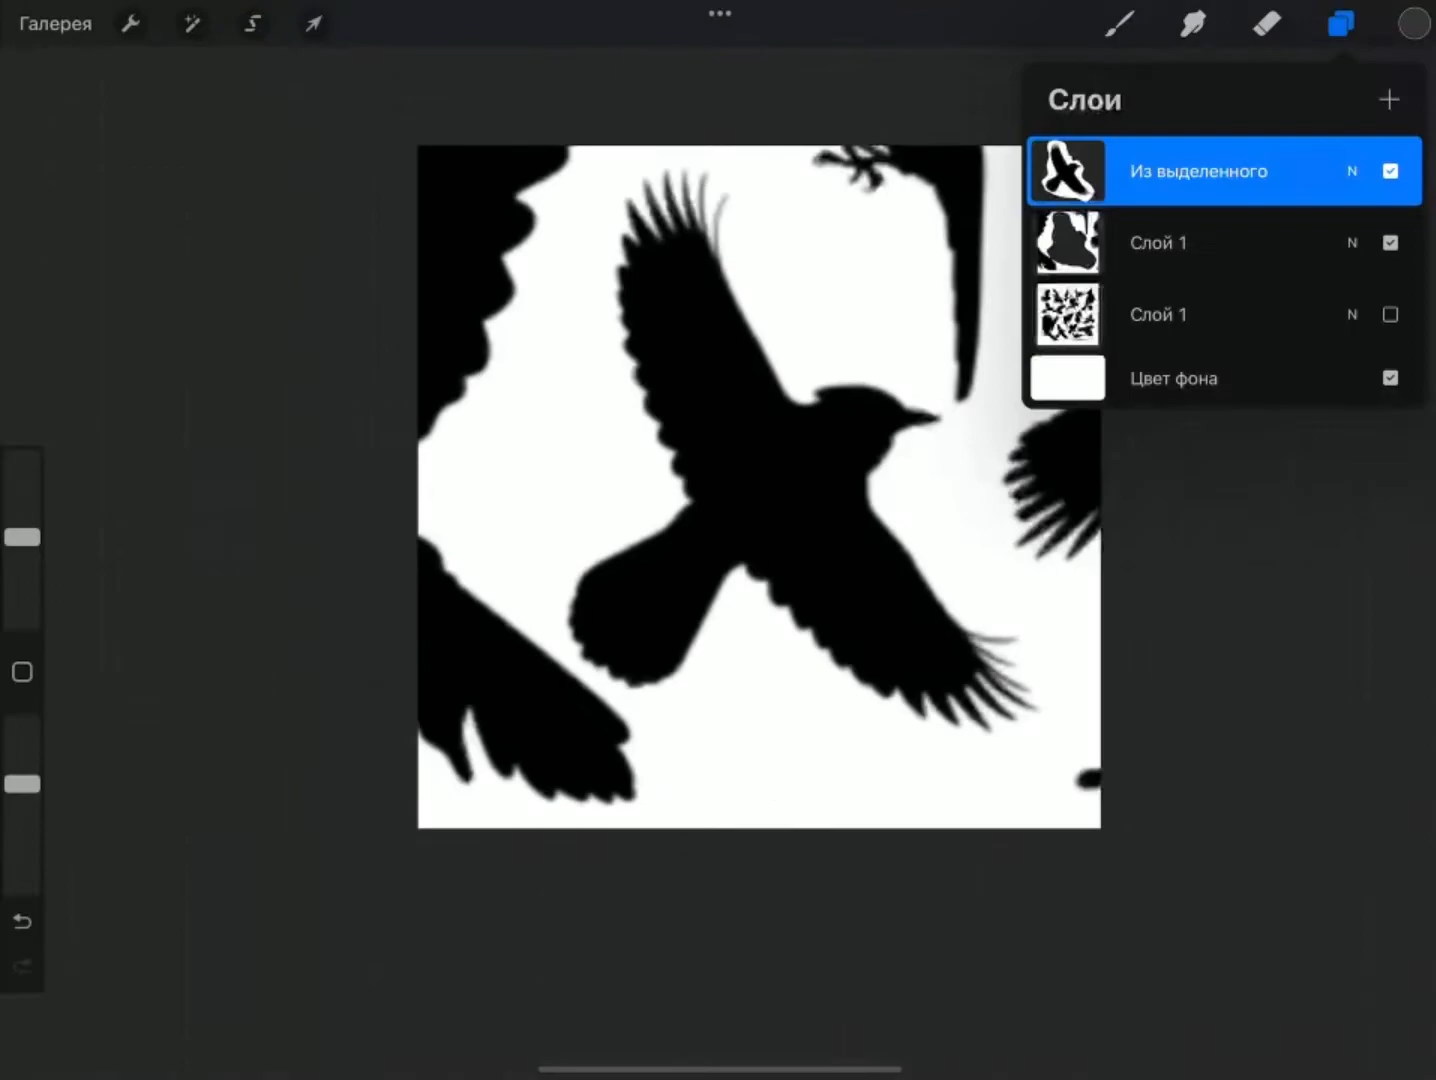 Галерея
Слои
Из выделенного N
Слой 1 N
Слой 1 N
Цвет фона